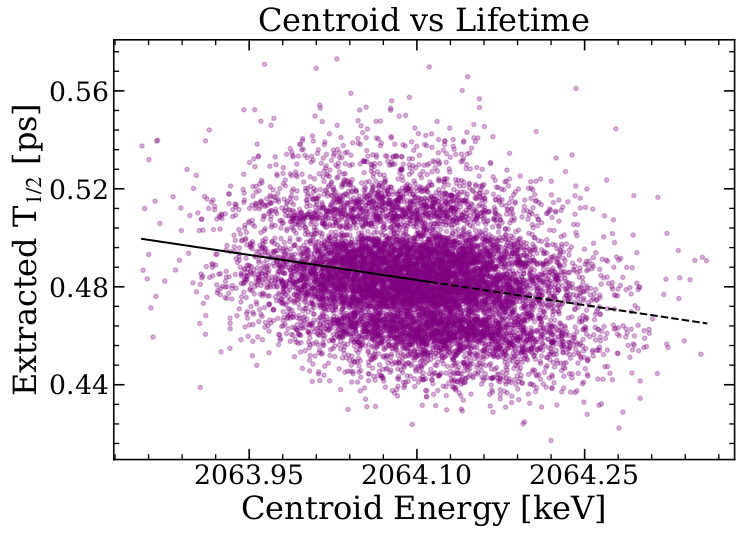 Centroid vs Lifetime
Extracted T1/2 [ps]
0.56
0.52
0.48
0.44
2063.95 2064.10 2064.25
Centroid Energy [keV]